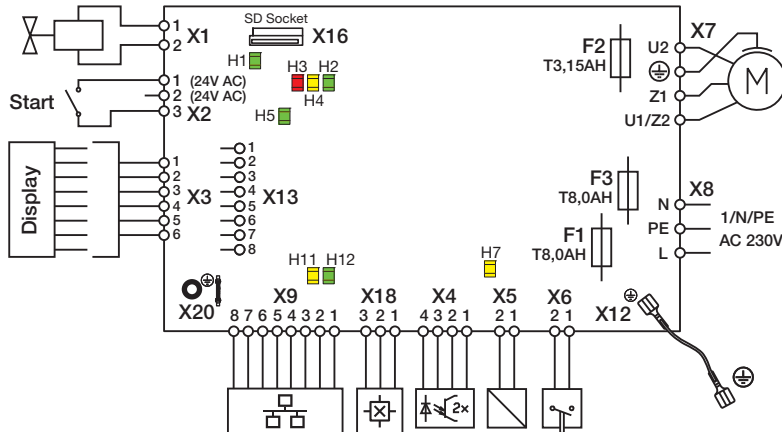 SD Socket
X16
X1
1
2
H1
H3
H2
H4
H5
F2
T3,15AH
U2
Z1
U1/Z2
X7
M
Start
1 (24V AC)
2 (24V AC)
3
X2
Display
1
2
3
4
5
6
X3
X13
1
2
3
4
5
6
7
8
F3
T8,0AH
F1
T8,0AH
X8
N
PE
L
1/N/PE
AC 230V
H11 H12
H7
X20
X9
8 7 6 5 4 3 2 1
X18
3 2 1
X4
4 3 2 1
X5
2 1
X6
2 1
X12
2×